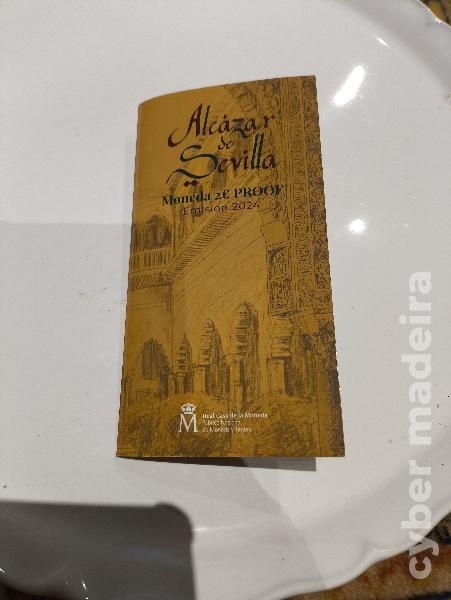 Alcázar
de
Sevilla
Moneda 2€ PROOF
Emisión 2024
Real Casa de la Moneda
Fábrica Nacional
de Moneda y Timbre
M
cyber madeira